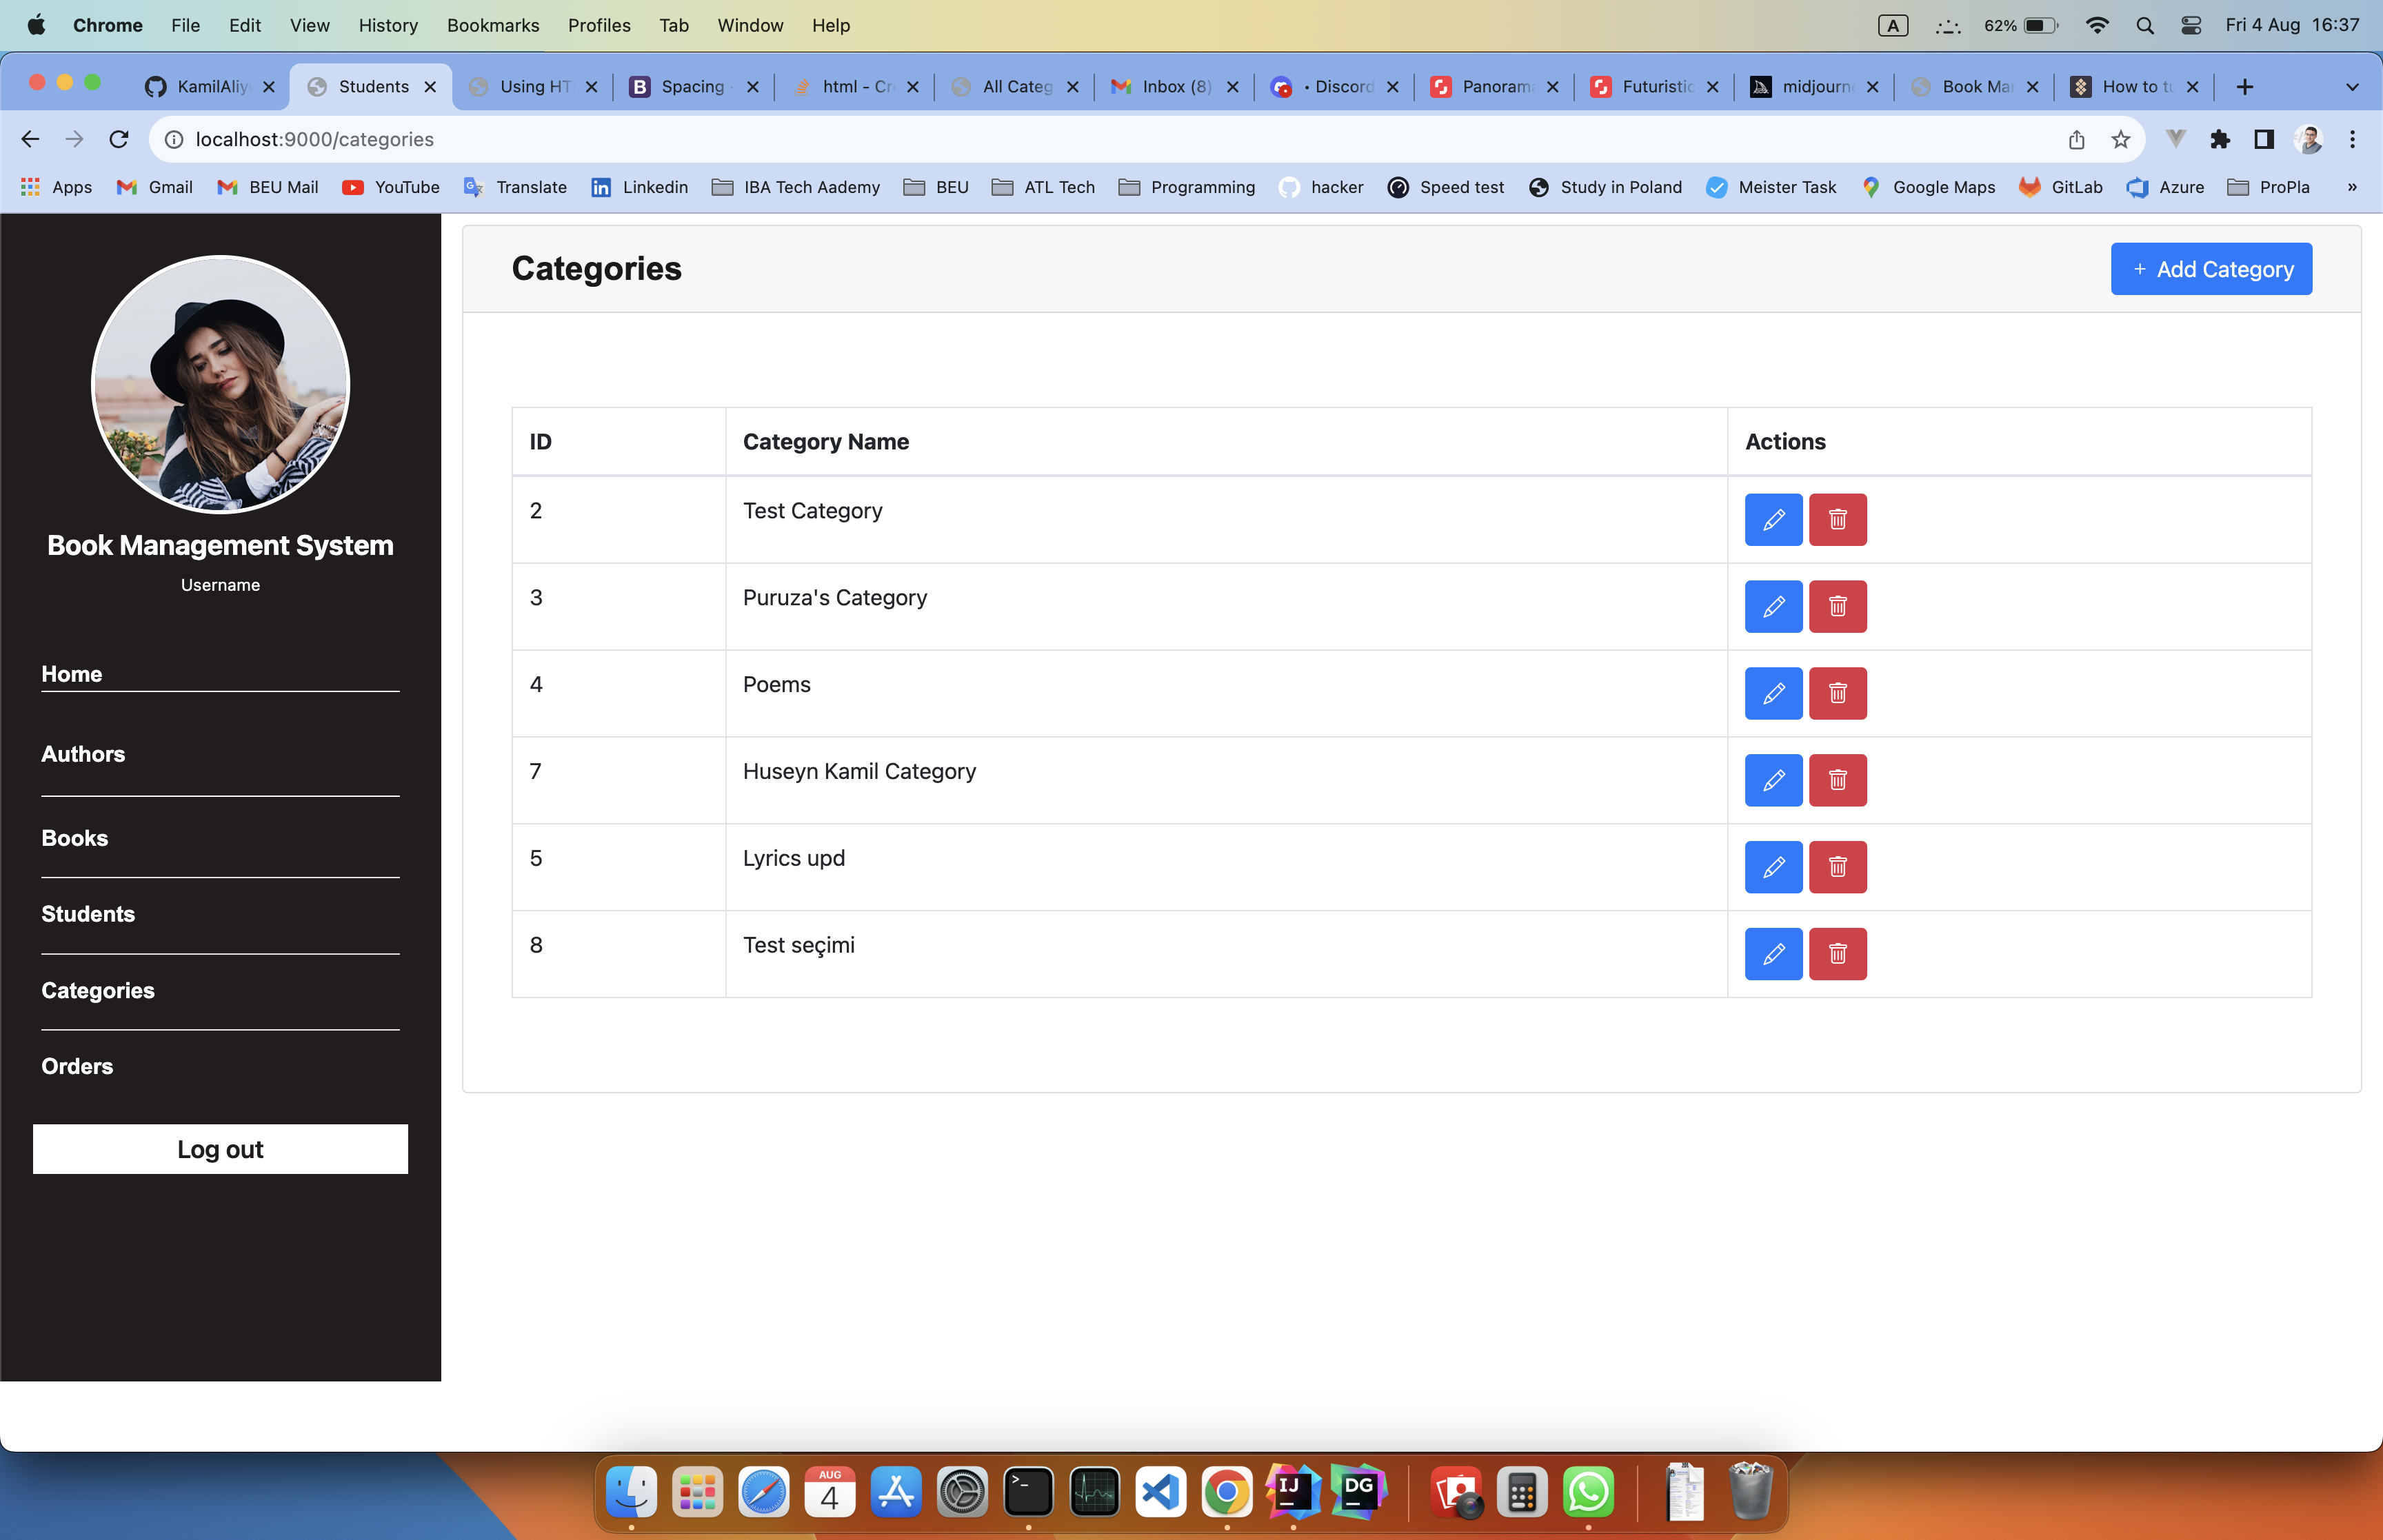 Chrome File Edit View History Bookmarks Profiles Tab Window Help A 62% Fri 4 Aug 16:37
KamilAliy Students Using HT Spacing - html - Cr All Categ Inbox (8) • Discord Panorama Futuristic midjourn Book Man How to tu
localhost:9000/categories
Apps Gmail BEU Mail YouTube Translate Linkedin IBA Tech Aademy BEU ATL Tech Programming hacker Speed test Study in Poland Meister Task Google Maps GitLab Azure ProPla »
Book Management System
Username
Home
Authors
Books
Students
Categories
Orders
Log out
Categories
+ Add Category
ID Category Name Actions
2 Test Category
3 Puruza's Category
4 Poems
7 Huseyn Kamil Category
5 Lyrics upd
8 Test seçimi
AUG
4
IJ
DG